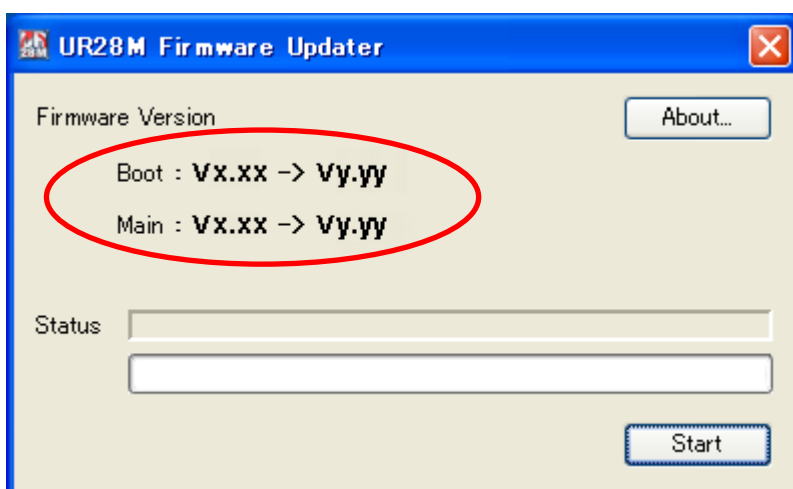 UR28M Firmware Updater
Firmware Version
About...
Boot : Vx.xx -> Vy.yy
Main : Vx.xx -> Vy.yy
Status
Start